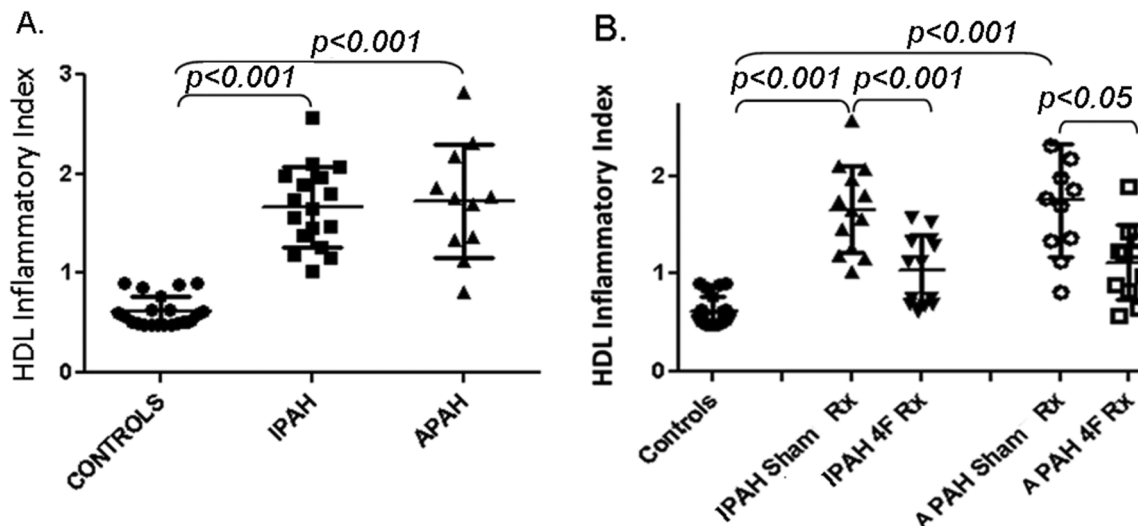 A.
p<0.001
p<0.001
HDL Inflammatory Index
3
2
1
0
CONTROLS
IPAH
APAH
B.
p<0.001
p<0.001
p<0.001
p<0.05
HDL Inflammatory Index
2
1
0
Controls
IPAH Sham Rx
IPAH 4F Rx
A PAH Sham Rx
A PAH 4F Rx